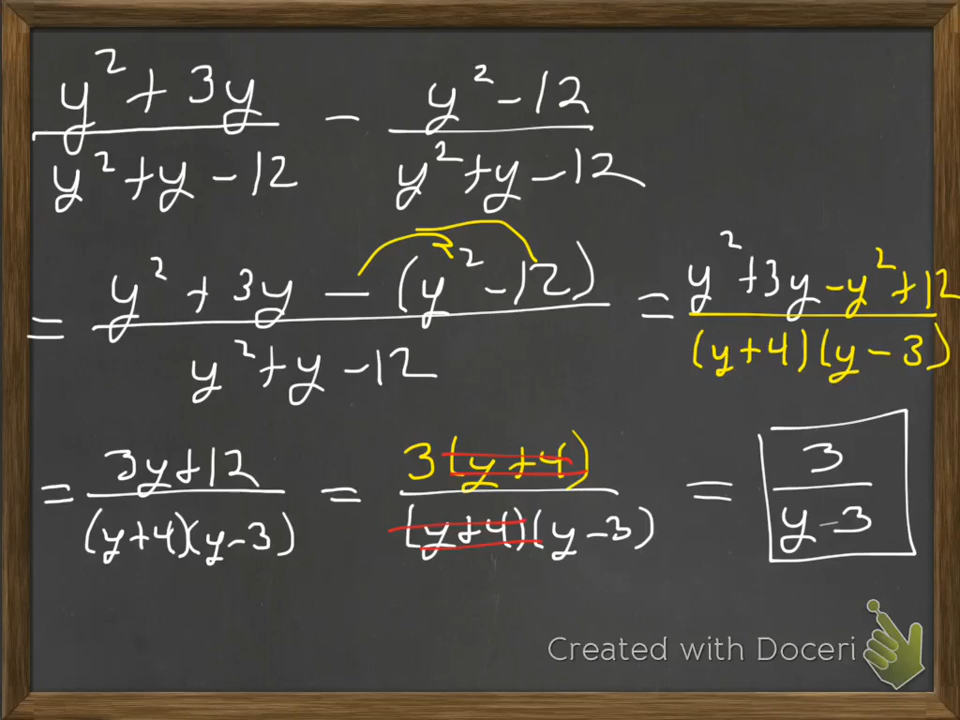 (y² + 3y)/(y² + y - 12) - (y² - 12)/(y² + y - 12)
= (y² + 3y - (y² - 12))/(y² + y - 12) = (y² + 3y - y² + 12)/((y + 4)(y - 3))
= (3y + 12)/((y + 4)(y - 3)) = (3(y + 4))/((y + 4)(y - 3)) = 3/(y - 3)
Created with Doceri